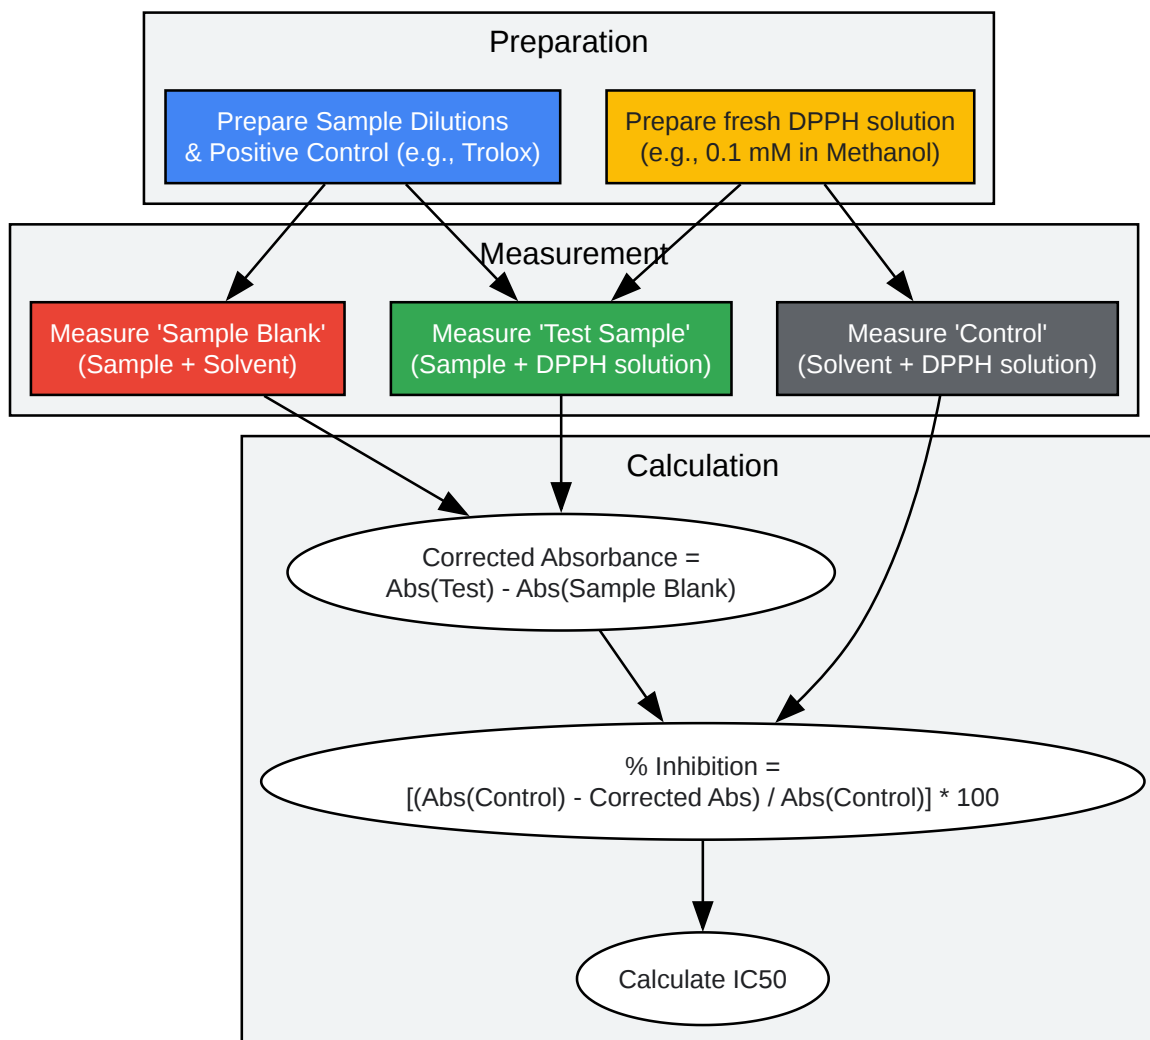 Preparation
Prepare Sample Dilutions
& Positive Control (e.g., Trolox)
Prepare fresh DPPH solution
(e.g., 0.1 mM in Methanol)
Measurement
Measure 'Sample Blank'
(Sample + Solvent)
Measure 'Test Sample'
(Sample + DPPH solution)
Measure 'Control'
(Solvent + DPPH solution)
Calculation
Corrected Absorbance =
Abs(Test) - Abs(Sample Blank)
% Inhibition =
[(Abs(Control) - Corrected Abs) / Abs(Control)] * 100
Calculate IC50